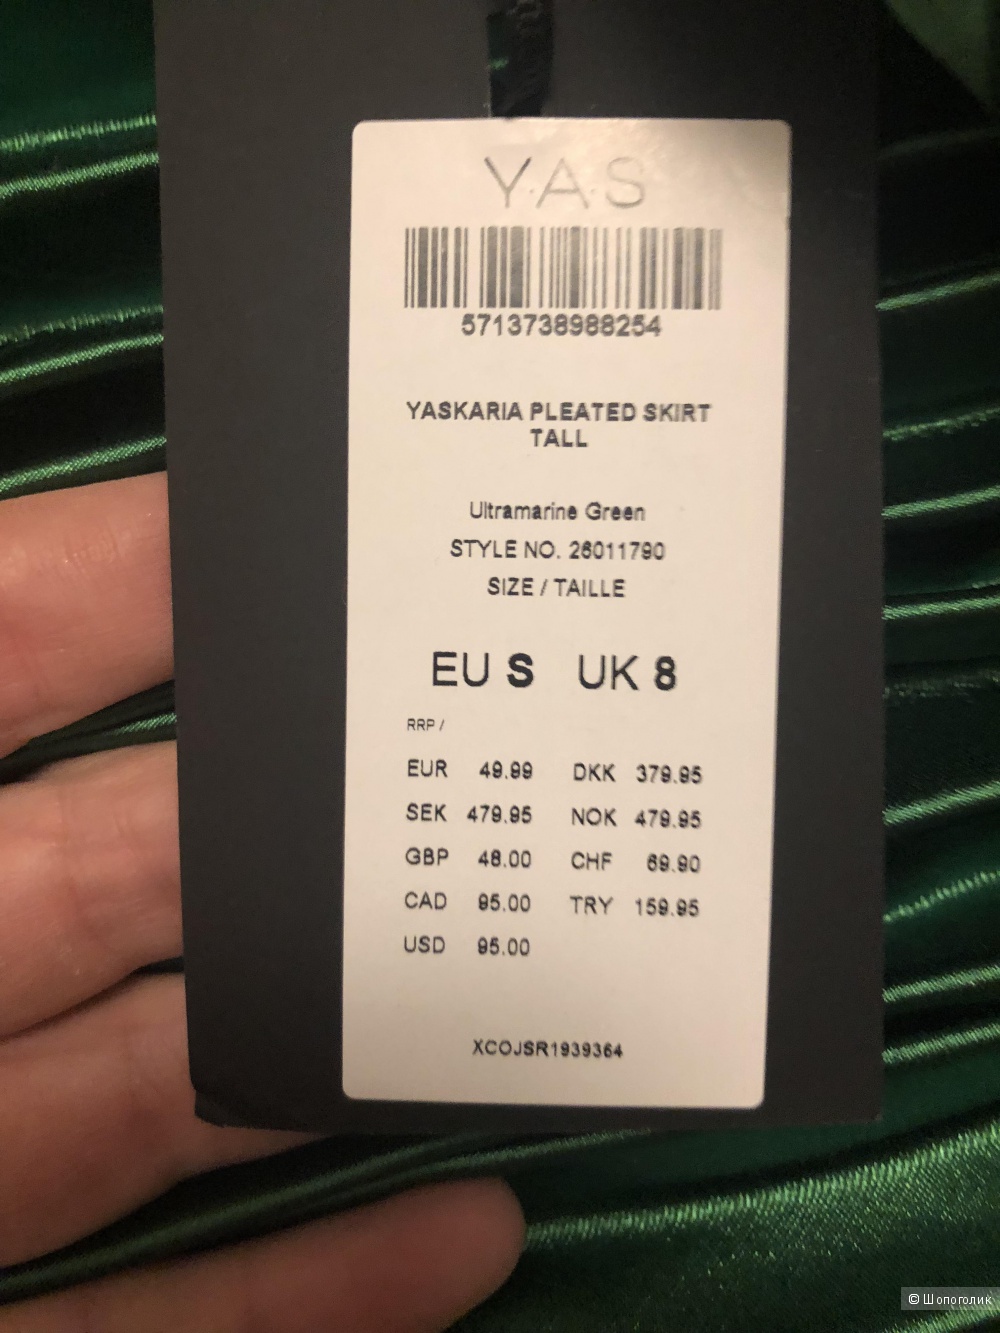 Y.A.S
5713738988254
YASKARIA PLEATED SKIRT
TALL
Ultramarine Green
STYLE NO. 26011790
SIZE / TAILLE
EU S UK 8
RRP /
EUR 49.99 DKK 379.95
SEK 479.95 NOK 479.95
GBP 48.00 CHF 69.90
CAD 95.00 TRY 159.95
USD 95.00
XCOJSR1939364
© Шопоголик